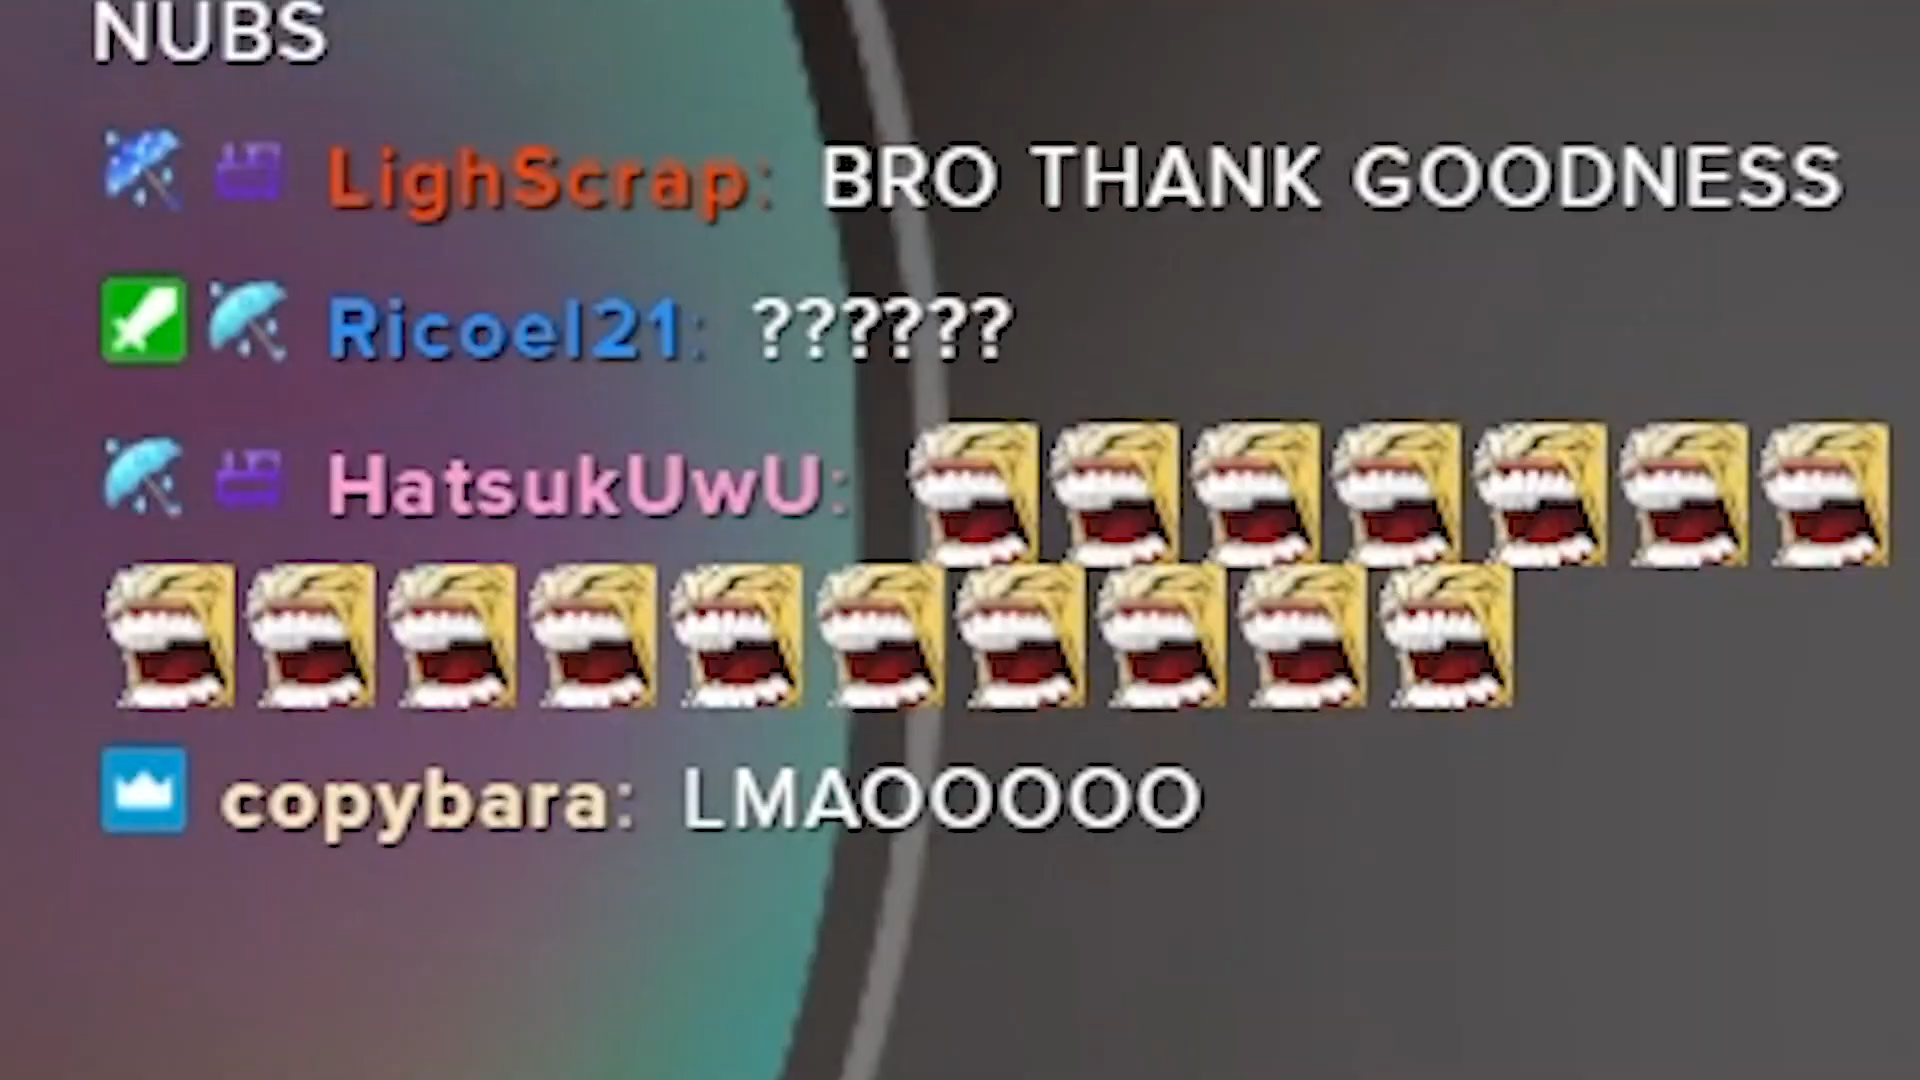 NUBS
LighScrap: BRO THANK GOODNESS
Ricoel21: ??????
HatsukUwU:
copybara: LMAOOOOO